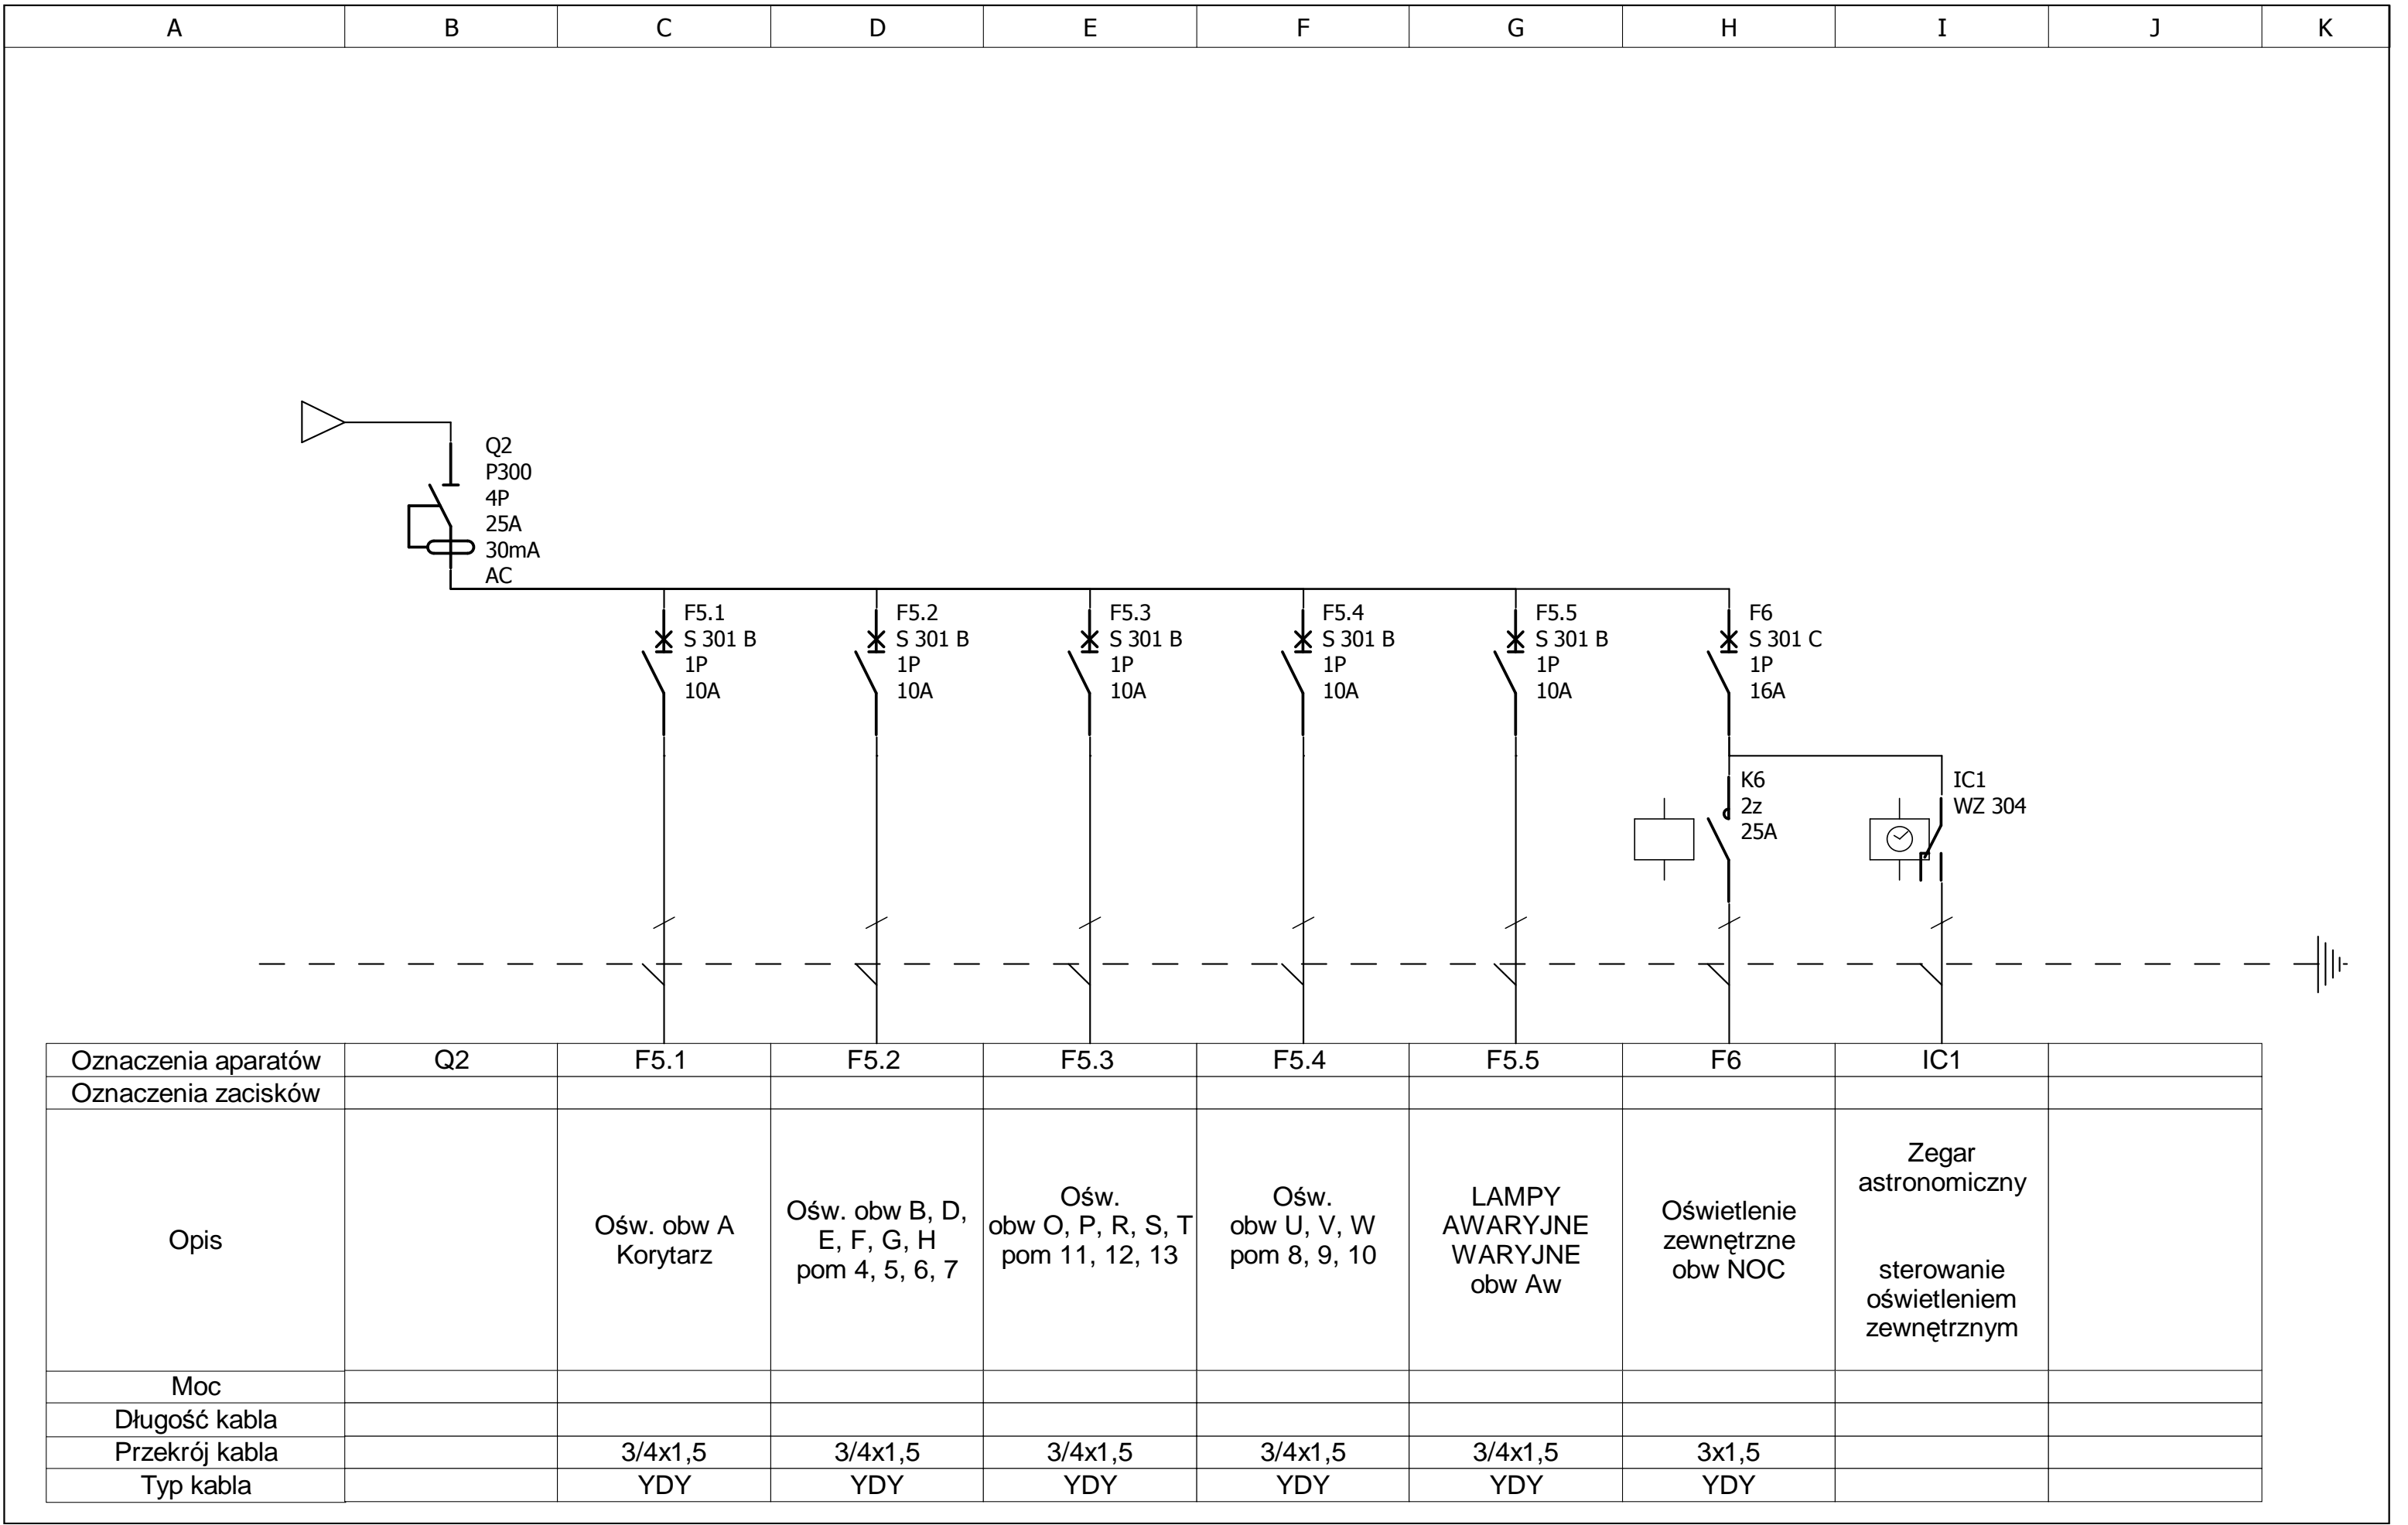 A B C D E F G H I J K
Q2
P300
4P
25A
30mA
AC
F5.1
S 301 B
1P
10A
F5.2
S 301 B
1P
10A
F5.3
S 301 B
1P
10A
F5.4
S 301 B
1P
10A
F5.5
S 301 B
1P
10A
F6
S 301 C
1P
16A
K6
2z
25A
IC1
WZ 304
Oznaczenia aparatów Q2 F5.1 F5.2 F5.3 F5.4 F5.5 F6 IC1
Oznaczenia zacisków
Opis
Ośw. obw A
Korytarz
Ośw. obw B, D,
E, F, G, H
pom 4, 5, 6, 7
Ośw.
obw O, P, R, S, T
pom 11, 12, 13
Ośw.
obw U, V, W
pom 8, 9, 10
LAMPY
AWARYJNE
WARYJNE
obw Aw
Oświetlenie
zewnętrzne
obw NOC
Zegar
astronomiczny
sterowanie
oświetleniem
zewnętrznym
Moc
Długość kabla
Przekrój kabla 3/4x1,5 3/4x1,5 3/4x1,5 3/4x1,5 3/4x1,5 3x1,5
Typ kabla YDY YDY YDY YDY YDY YDY